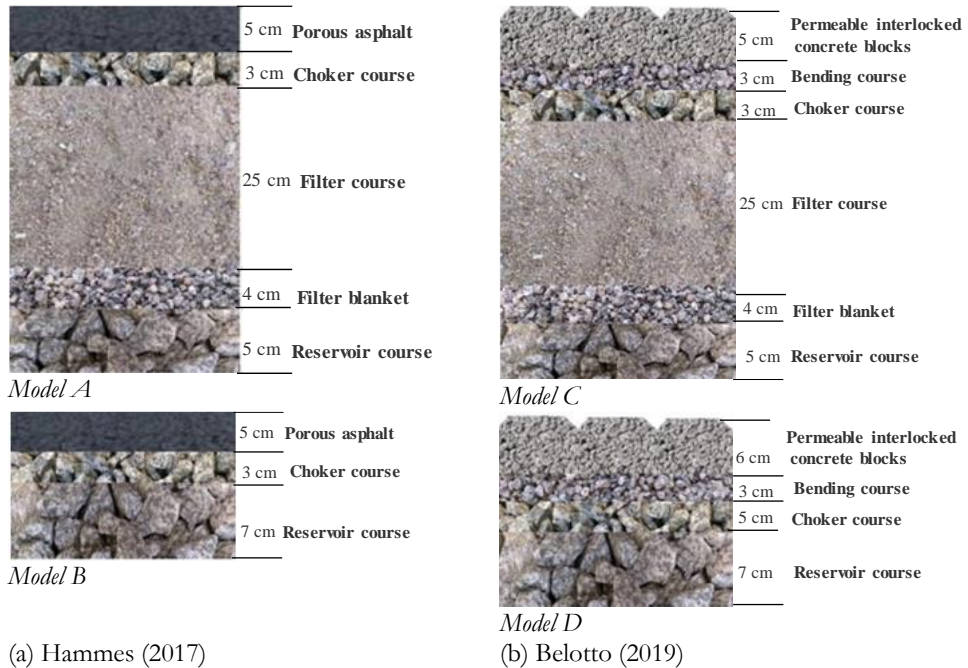 5 cm Porous asphalt
3 cm Choker course
25 cm Filter course
4 cm Filter blanket
5 cm Reservoir course
Model A
5 cm Porous asphalt
3 cm Choker course
7 cm Reservoir course
Model B
(a) Hammes (2017)
Permeable interlocked
5 cm concrete blocks
3 cm Bending course
3 cm Choker course
25 cm Filter course
4 cm Filter blanket
5 cm Reservoir course
Model C
Permeable interlocked
6 cm concrete blocks
3 cm Bending course
5 cm Choker course
7 cm Reservoir course
Model D
(b) Belotto (2019)